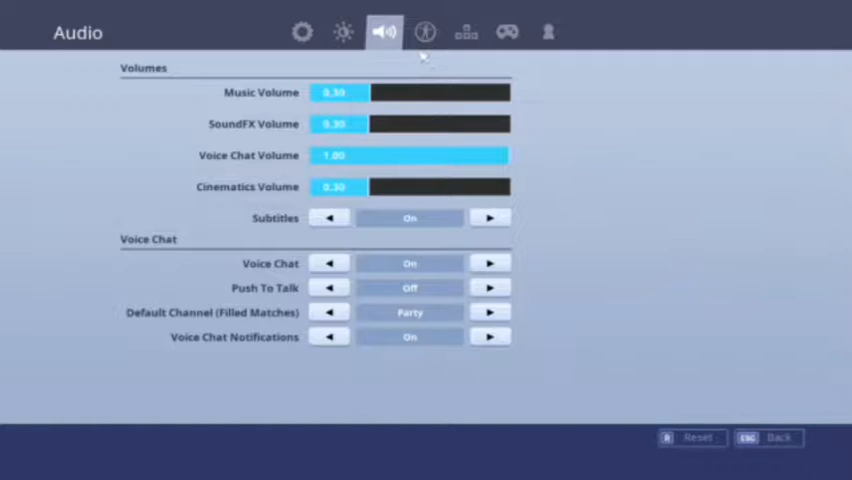 Audio
Volumes
Music Volume 0.30
SoundFX Volume 0.30
Voice Chat Volume 1.00
Cinematics Volume 0.30
Subtitles On
Voice Chat
Voice Chat On
Push To Talk Off
Default Channel (Filled Matches) Party
Voice Chat Notifications On
R Reset ESC Back